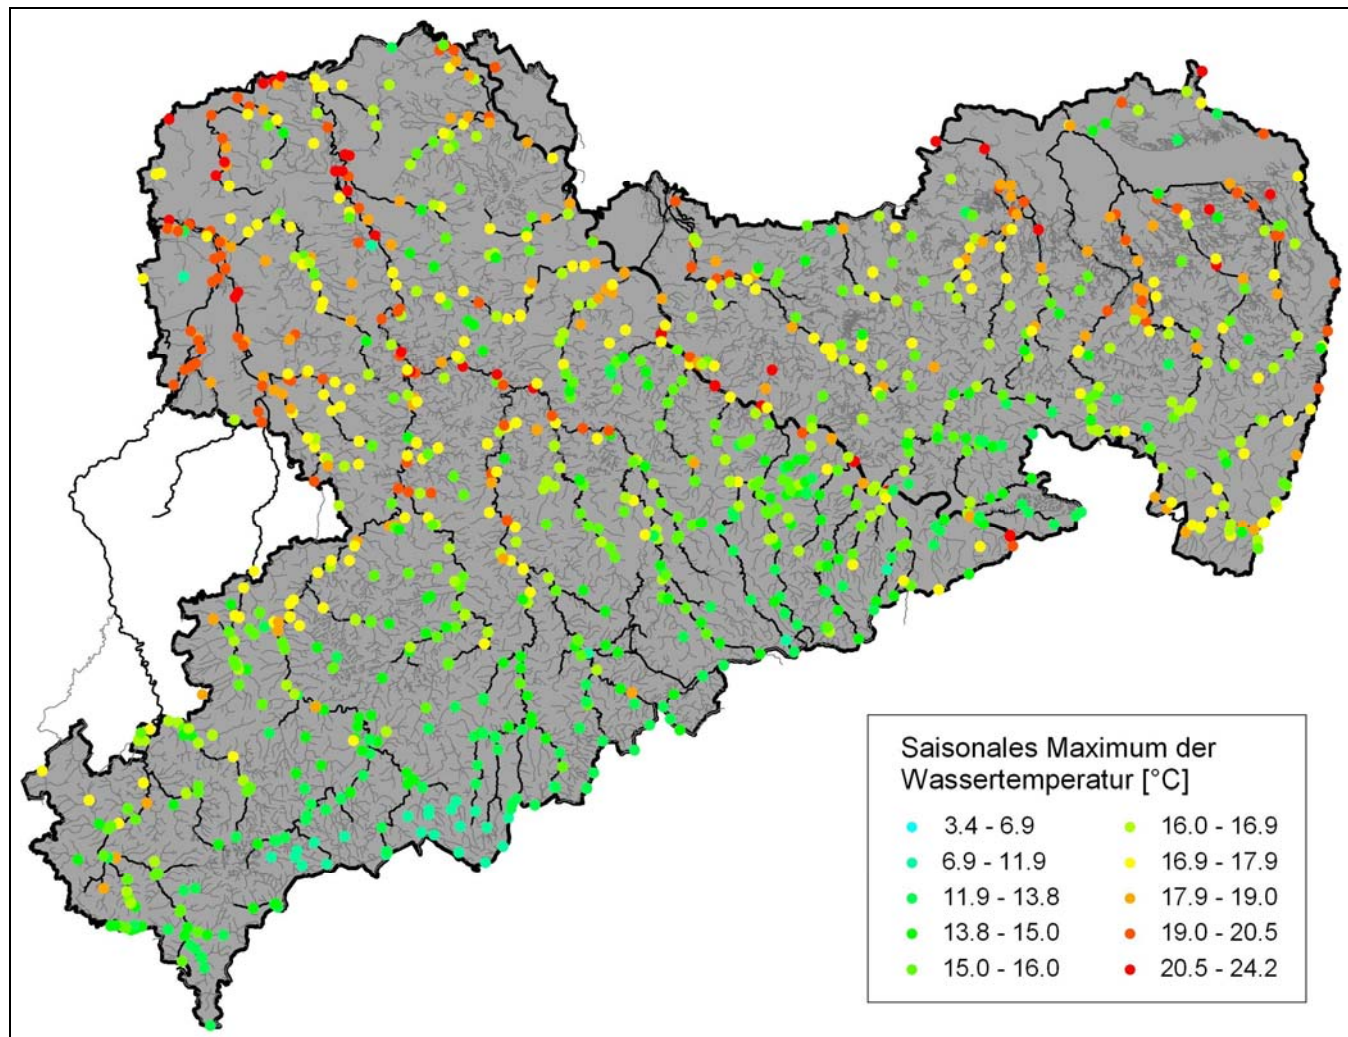 Saisonales Maximum der
Wassertemperatur [°C]
3.4 - 6.9
6.9 - 11.9
11.9 - 13.8
13.8 - 15.0
15.0 - 16.0
16.0 - 16.9
16.9 - 17.9
17.9 - 19.0
19.0 - 20.5
20.5 - 24.2